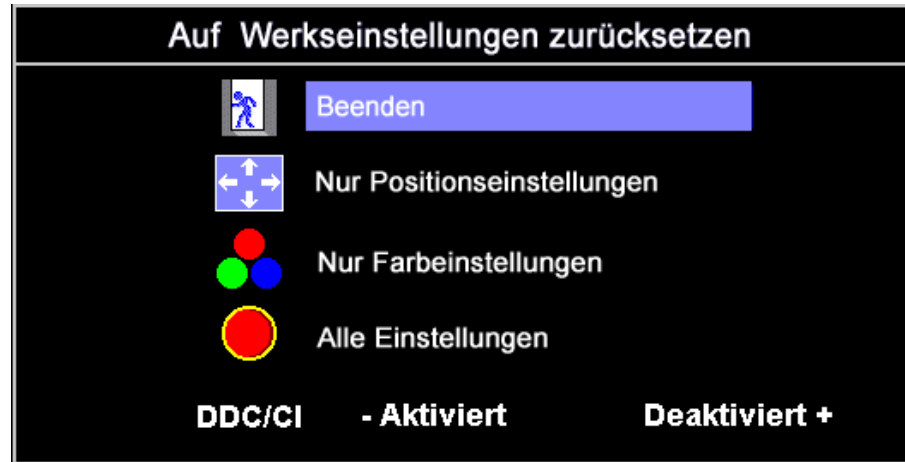 Auf Werkseinstellungen zurücksetzen
Beenden
Nur Positionseinstellungen
Nur Farbeinstellungen
Alle Einstellungen
DDC/CI - Aktiviert Deaktiviert +